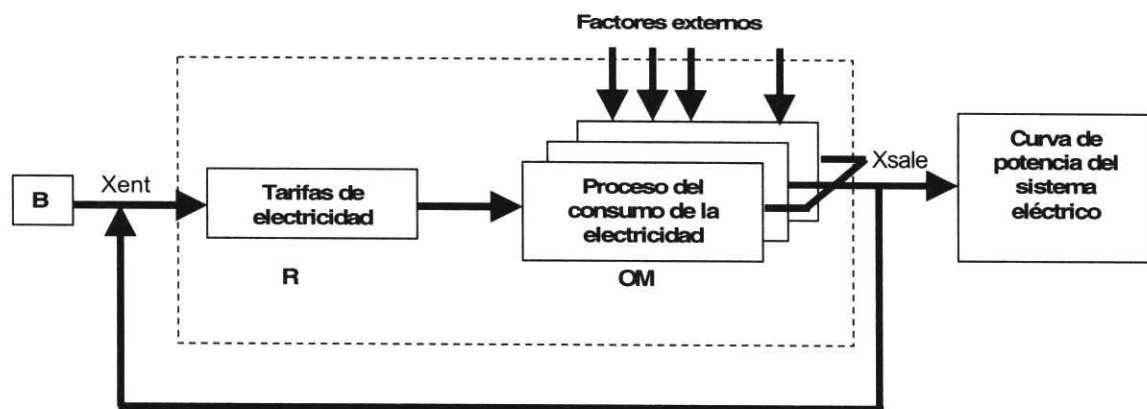 Factores externos
B
Xent
Tarifas de
electricidad
R
Proceso del
consumo de la
electricidad
OM
Xsale
Curva de
potencia del
sistema
eléctrico